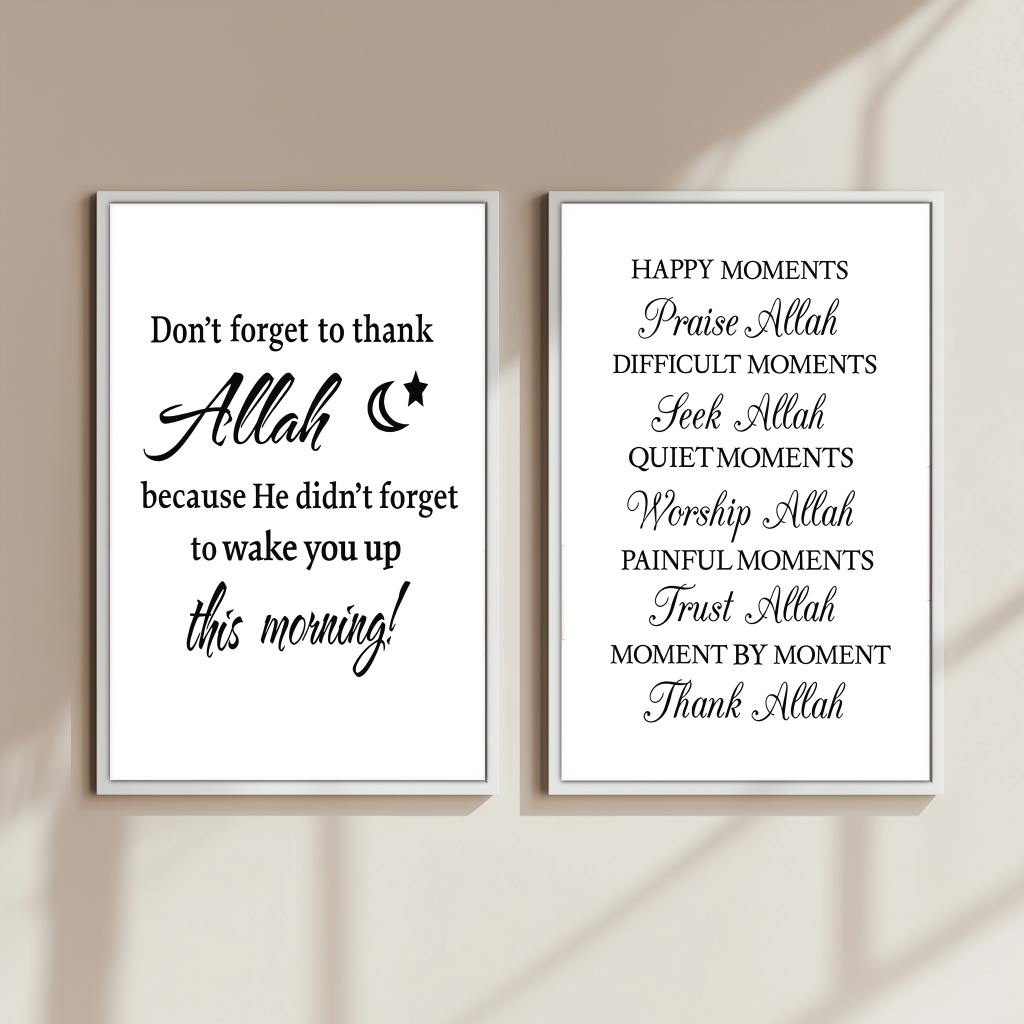 Don't forget to thank
Allah
because He didn't forget
to wake you up
this morning!
HAPPY MOMENTS
Praise Allah
DIFFICULT MOMENTS
Seek Allah
QUIET MOMENTS
Worship Allah
PAINFUL MOMENTS
Trust Allah
MOMENT BY MOMENT
Thank Allah